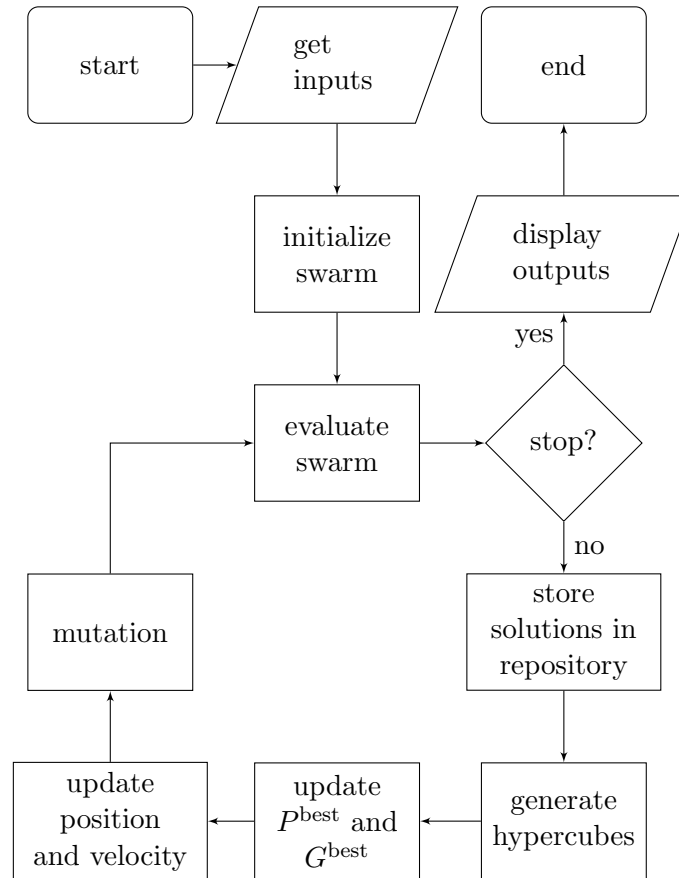 start
get
inputs
end
initialize
swarm
display
outputs
yes
evaluate
swarm
stop?
no
mutation
store
solutions in
repository
update
position
and velocity
update
P^best and
G^best
generate
hypercubes